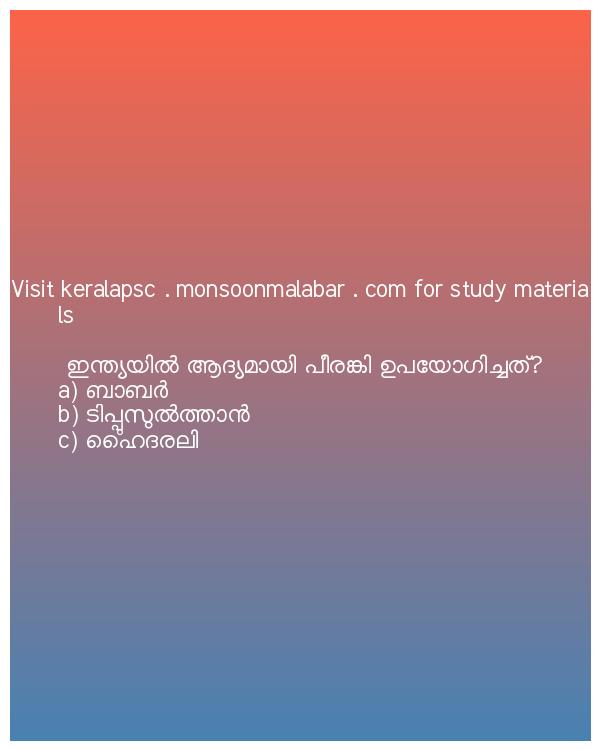 Visit keralapsc . monsoonmalabar . com for study materia
ls
ഇന്ത്യയിൽ ആദ്യമായി പീരങ്കി ഉപയോഗിച്ചത്?
a) ബാബർ
b) ടിപ്പുസുൽത്താൻ
c) ഹൈദരലി